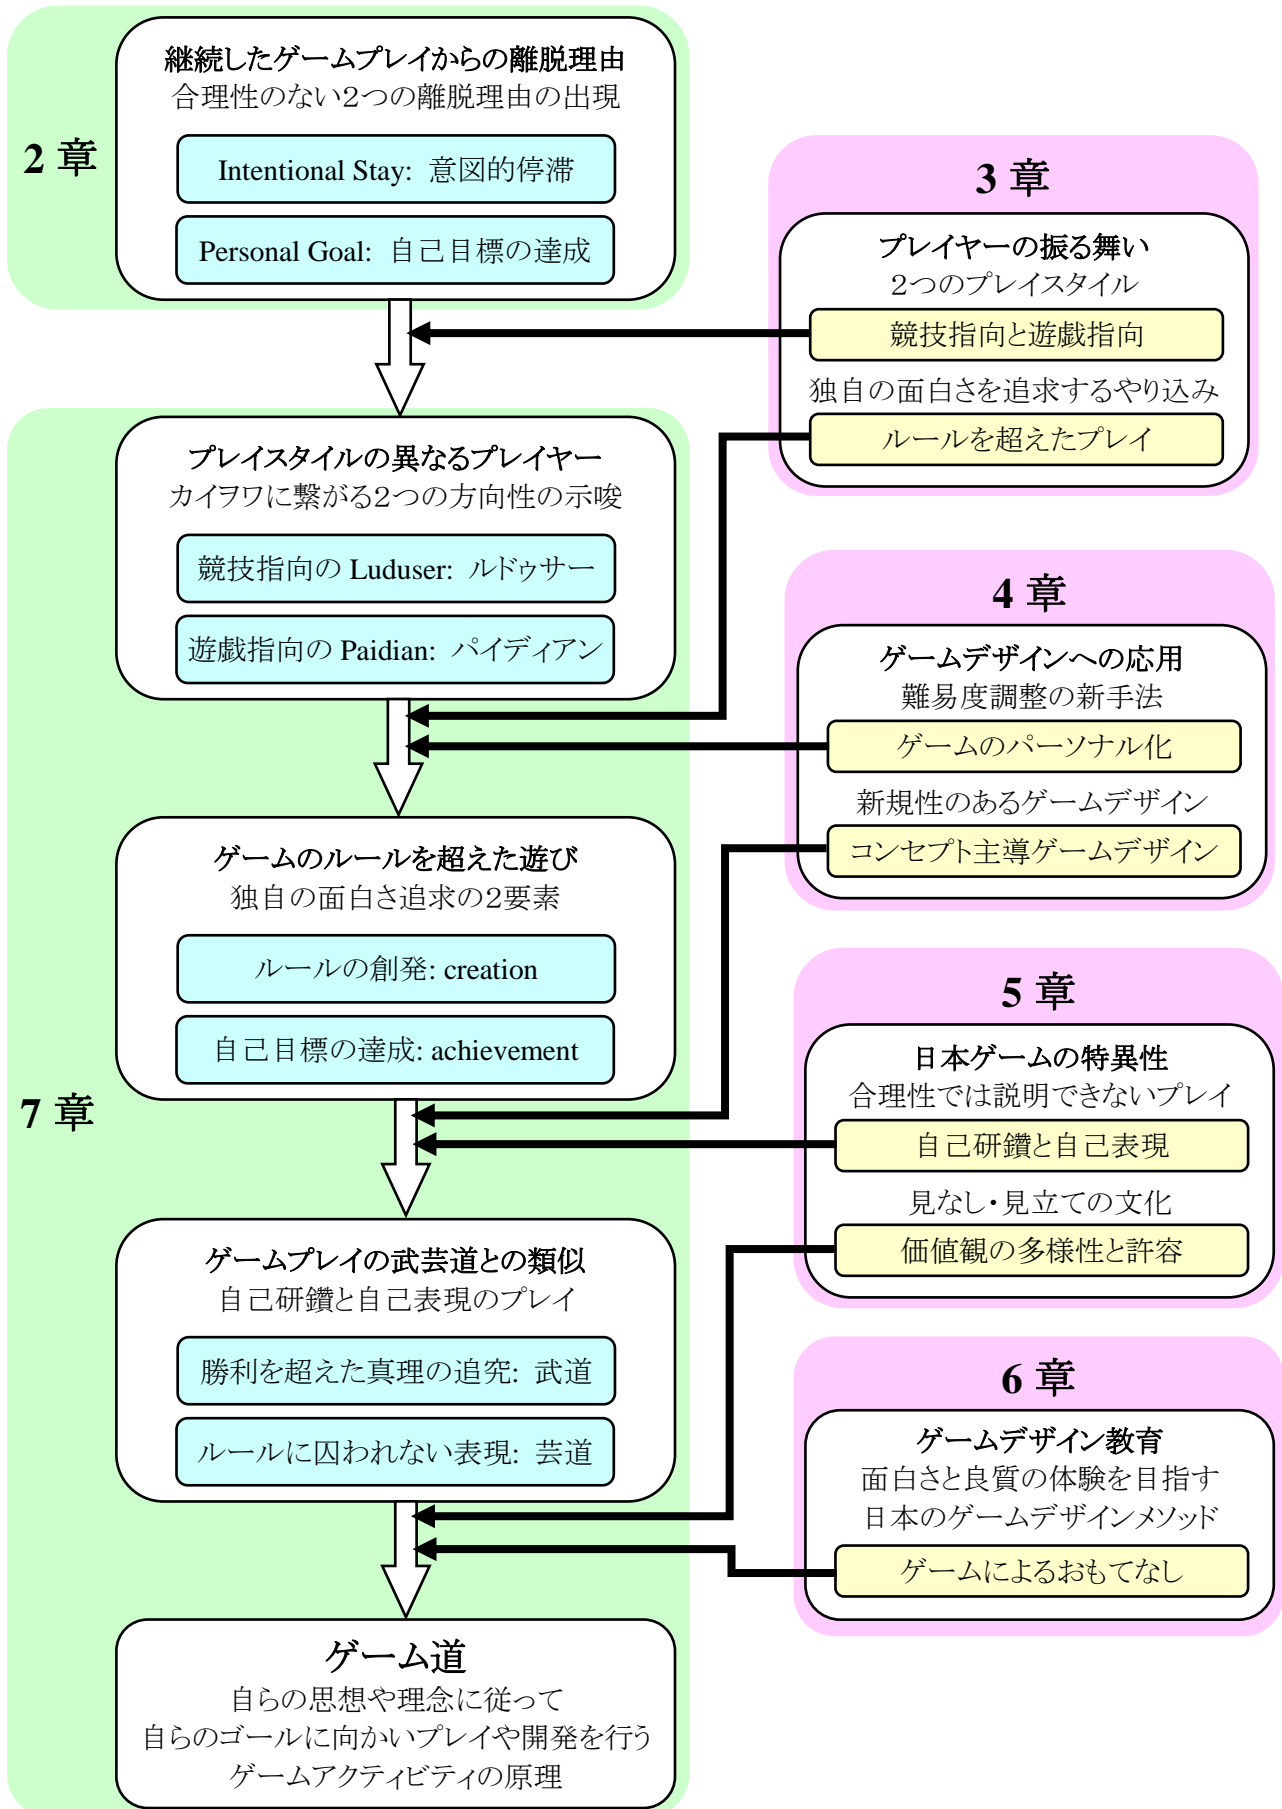 2 章
継続したゲームプレイからの離脱理由
合理性のない2つの離脱理由の出現
Intentional Stay: 意図的停滞
Personal Goal: 自己目標の達成
3 章
プレイヤーの振る舞い
2つのプレイスタイル
競技指向と遊戯指向
独自の面白さを追求するやり込み
ルールを超えたプレイ
7 章
プレイスタイルの異なるプレイヤー
カイヲワに繋がる2つの方向性の示唆
競技指向の Luduser: ルドゥサー
遊戯指向の Paidian: パイディアン
4 章
ゲームデザインへの応用
難易度調整の新手法
ゲームのパーソナル化
新規性のあるゲームデザイン
コンセプト主導ゲームデザイン
ゲームのルールを超えた遊び
独自の面白さ追求の2要素
ルールの創発: creation
自己目標の達成: achievement
5 章
日本ゲームの特異性
合理性では説明できないプレイ
自己研鑽と自己表現
見なし・見立ての文化
価値観の多様性と許容
ゲームプレイの武芸道との類似
自己研鑽と自己表現のプレイ
勝利を超えた真理の追究: 武道
ルールに囚われない表現: 芸道
6 章
ゲームデザイン教育
面白さと良質の体験を目指す
日本のゲームデザインメソッド
ゲームによるおもてなし
ゲーム道
自らの思想や理念に従って
自らのゴールに向かいプレイや開発を行う
ゲームアクティビティの原理